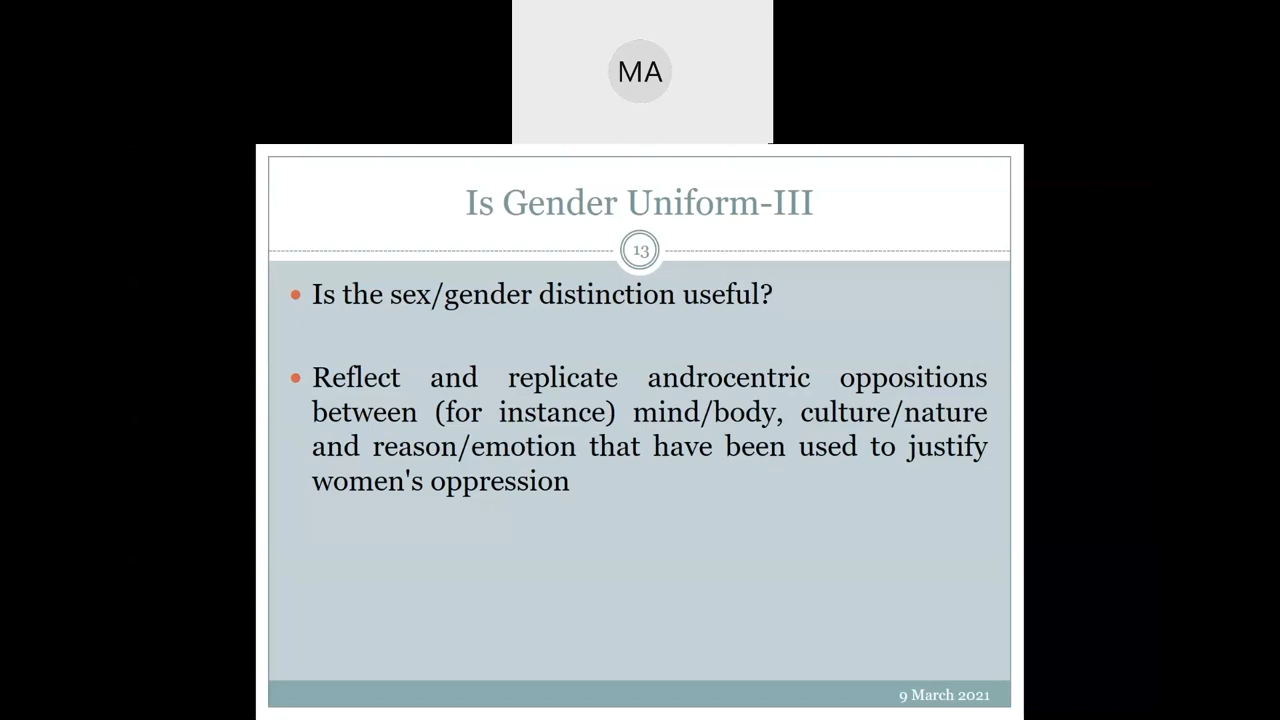 MA
Is Gender Uniform-III
13
• Is the sex/gender distinction useful?
• Reflect and replicate androcentric oppositions
between (for instance) mind/body, culture/nature
and reason/emotion that have been used to justify
women's oppression
9 March 2021